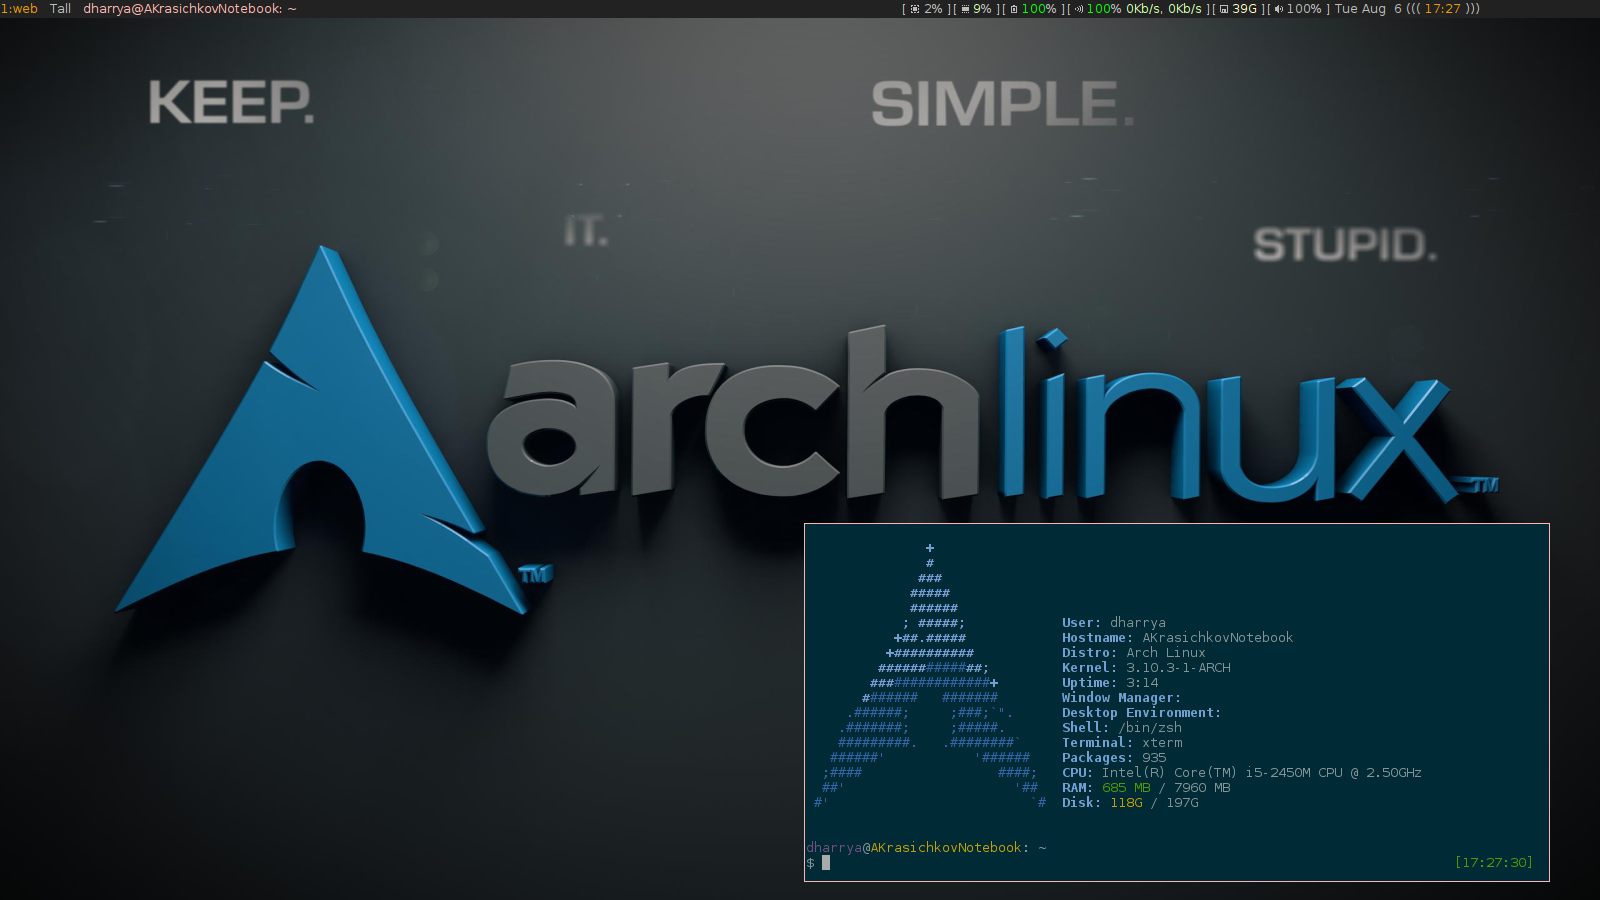 1:web Tall dharrya@AKrasichkovNotebook: ~ [ 2% ][ 9% ][ 100% ][ 100% 0Kb/s, 0Kb/s ][ 39G ][ 100% ] Tue Aug 6 ((( 17:27 )))
KEEP. SIMPLE.
IT. STUPID.
archlinux TM
TM
+
#
###
#####
######
; #####; User: dharrya
+##.##### Hostname: AKrasichkovNotebook
+########## Distro: Arch Linux
#############; Kernel: 3.10.3-1-ARCH
###############+ Uptime: 3:14
####### ####### Window Manager:
.######; ;###;`". Desktop Environment:
.#######; ;#####. Shell: /bin/zsh
#########. .########` Terminal: xterm
######' '###### Packages: 935
;#### ####; CPU: Intel(R) Core(TM) i5-2450M CPU @ 2.50GHz
##' '## RAM: 685 MB / 7960 MB
#' `# Disk: 118G / 197G
dharrya@AKrasichkovNotebook: ~
$ [17:27:30]